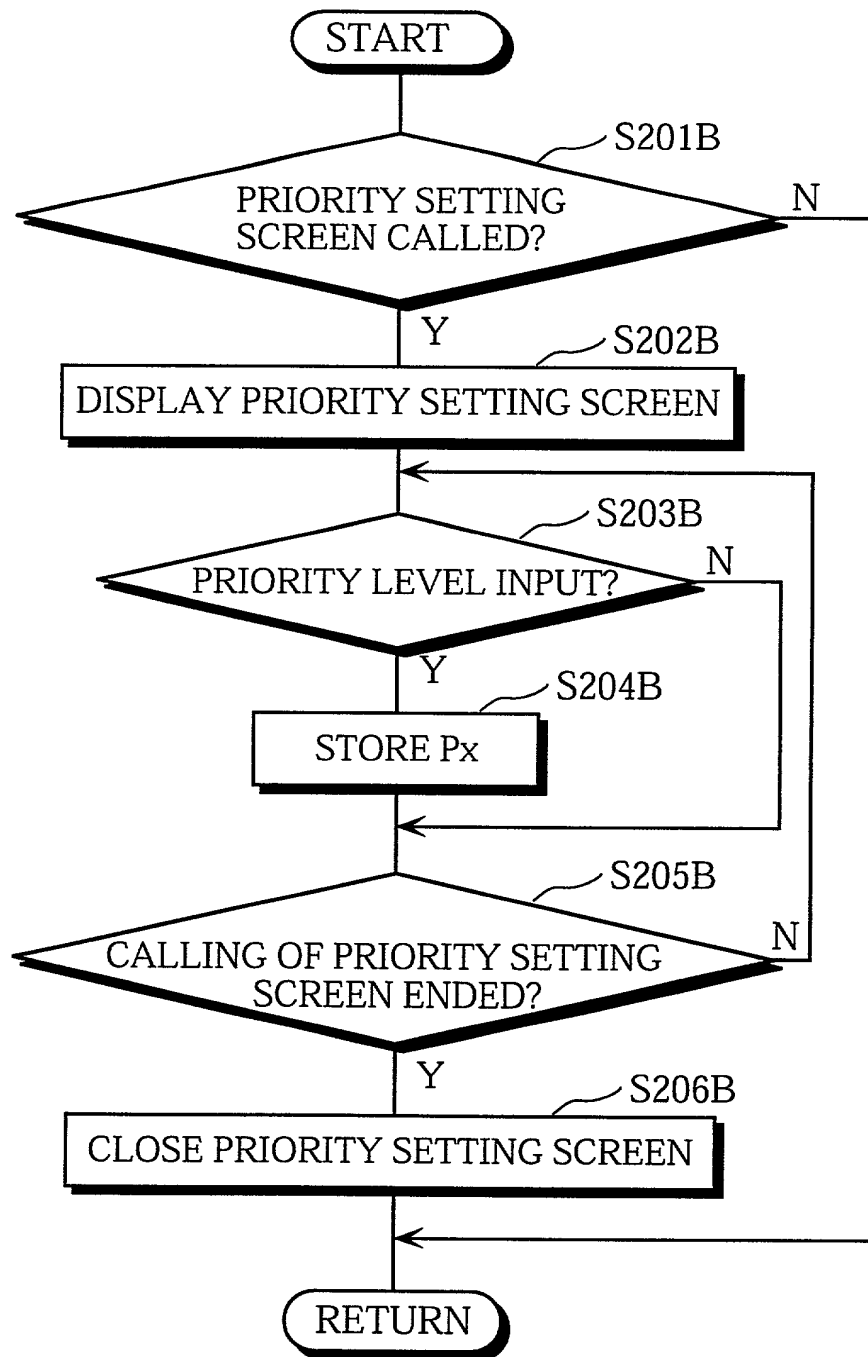 START
S201B
PRIORITY SETTING
SCREEN CALLED?
N
Y
S202B
DISPLAY PRIORITY SETTING SCREEN
S203B
PRIORITY LEVEL INPUT?
N
Y
S204B
STORE Px
S205B
CALLING OF PRIORITY SETTING
SCREEN ENDED?
N
Y
S206B
CLOSE PRIORITY SETTING SCREEN
RETURN